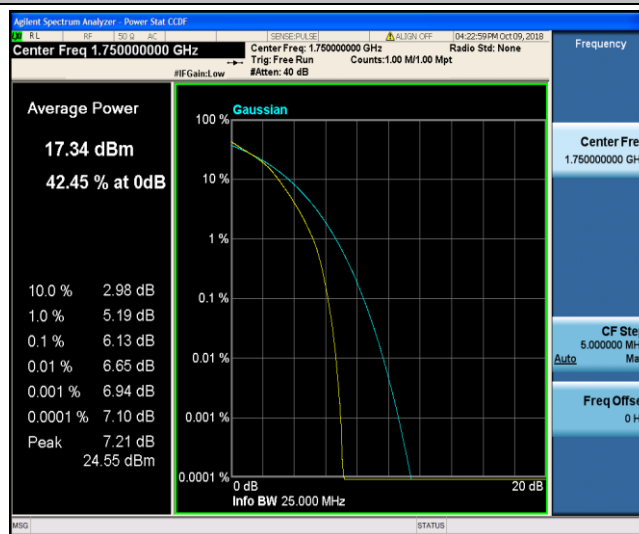 Agilent Spectrum Analyzer - Power Stat CCDF
RL RF 50 Ω AC SENSE:PULSE ALIGN OFF 04:22:59PM Oct 09, 2018
Center Freq 1.750000000 GHz
Center Freq: 1.750000000 GHz Radio Std: None
Trig: Free Run Counts:1.00 M/1.00 Mpt
#IFGain:Low #Atten: 40 dB
Frequency
Average Power
17.34 dBm
42.45 % at 0dB
10.0 % 2.98 dB
1.0 % 5.19 dB
0.1 % 6.13 dB
0.01 % 6.65 dB
0.001 % 6.94 dB
0.0001 % 7.10 dB
Peak 7.21 dB
24.55 dBm
Gaussian
100 %
10 %
1 %
0.1 %
0.01 %
0.001 %
0.0001 %
0 dB 20 dB
Info BW 25.000 MHz
Center Fre
1.750000000 GH
CF Ste
5.000000 MH
Auto Ma
Freq Offse
0 H
MSG STATUS